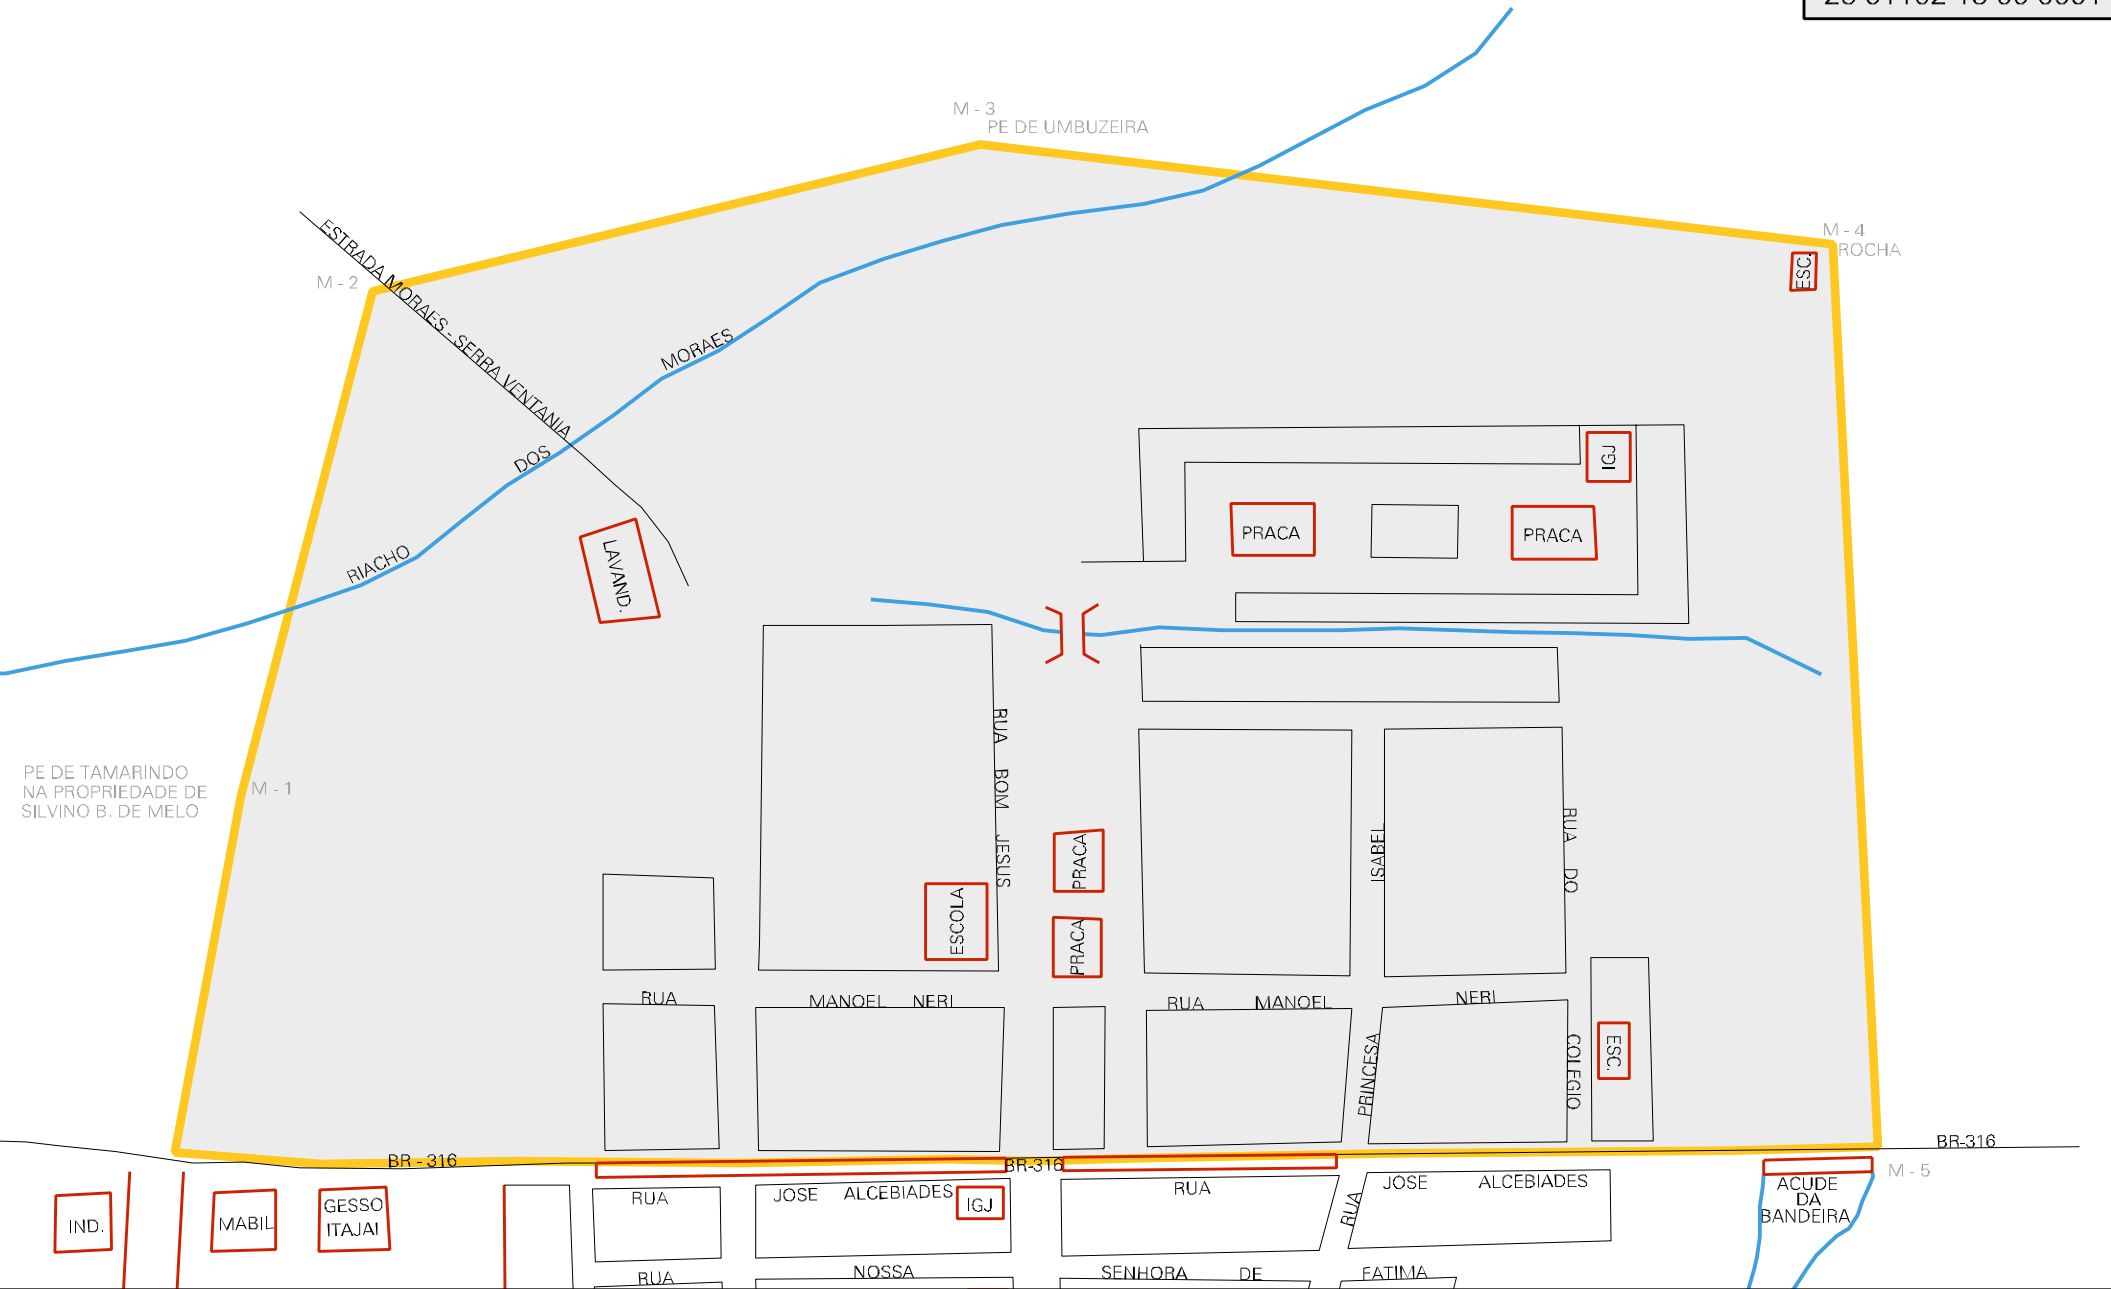 M - 3
PE DE UMBUZEIRA
M - 4
ROCHA
ESC.
ESTRADA MORAES - SERRA VENTANIA
M - 2
RIACHO DOS MORAES
IGJ
PRACA
PRACA
LAVAND.
RUA BOM JESUS
PE DE TAMARINDO
NA PROPRIEDADE DE
SILVINO B. DE MELO
M - 1
PRACA
PRACA
ESCOLA
ISABEL
RUA DO
RUA MANOEL NERI
RUA MANOEL NERI
PRINCESA
COLEGIO
ESC.
BR - 316
BR-316
BR-316
M - 5
IND.
MABIL
GESSO
ITAJAI
RUA
JOSE ALCEBIADES
IGJ
RUA
RUA
JOSE ALCEBIADES
ACUDE
DA
BANDEIRA
RUA NOSSA SENHORA DE FATIMA